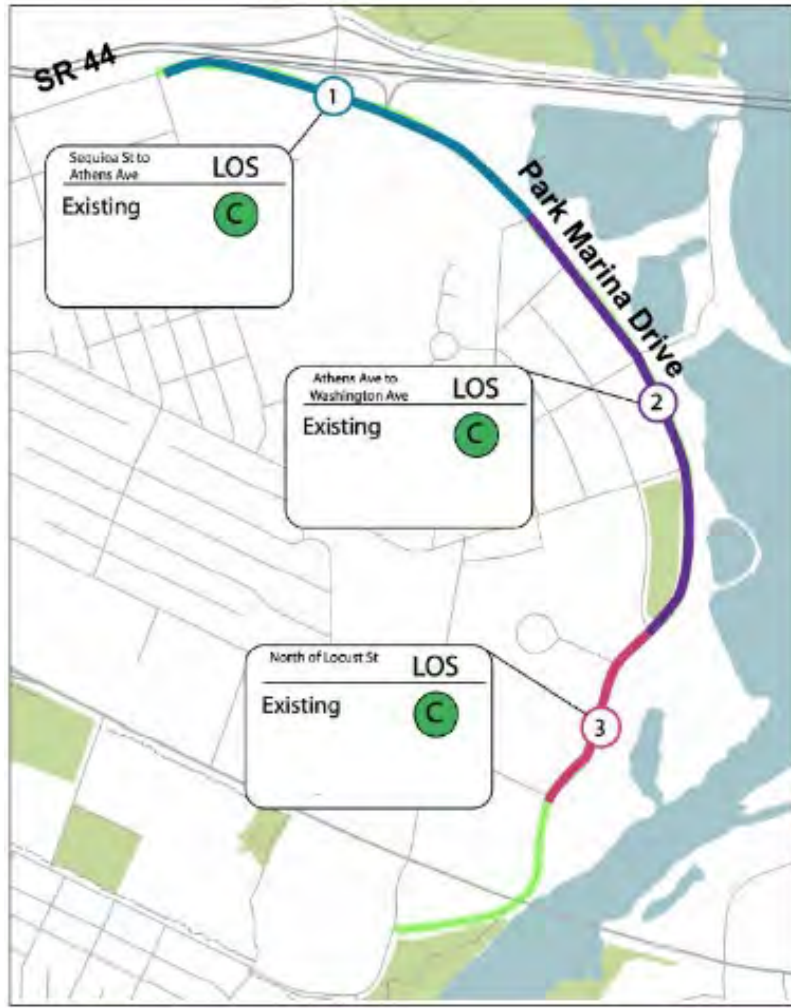 SR 44
1
Sequioa St to
Athens Ave
LOS
Existing
C
Park Marina Drive
Athens Ave to
Washington Ave
LOS
Existing
C
2
North of Locust St
LOS
Existing
C
3